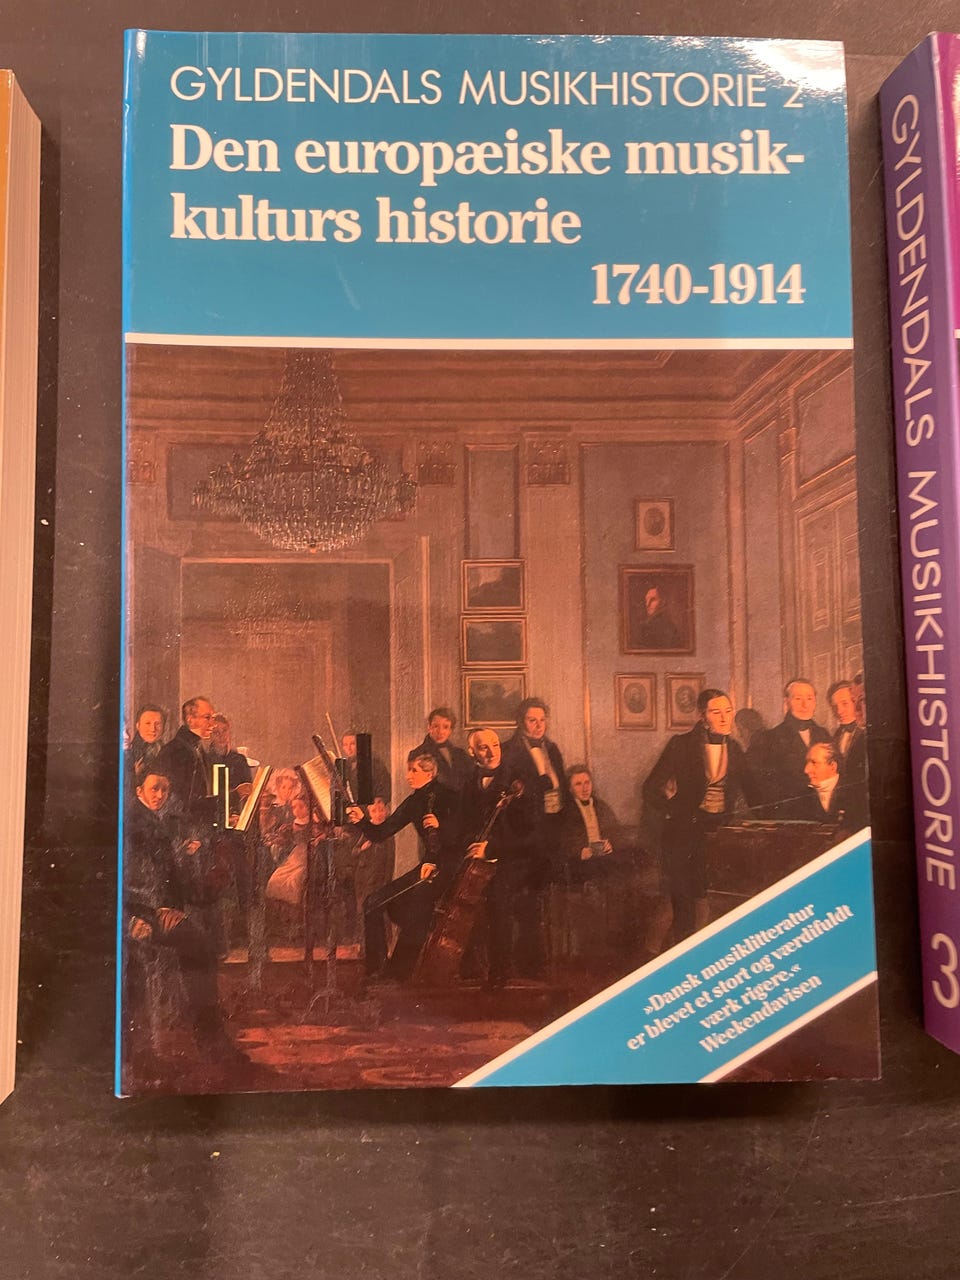 GYLDENDALS MUSIKHISTORIE 2
Den europæiske musik-
kulturs historie
1740-1914
»Dansk musiklitteratur
er blevet et stort og værdifuldt
værk rigere.«
Weekendavisen
GYLDENDALS MUSIKHISTORIE 3